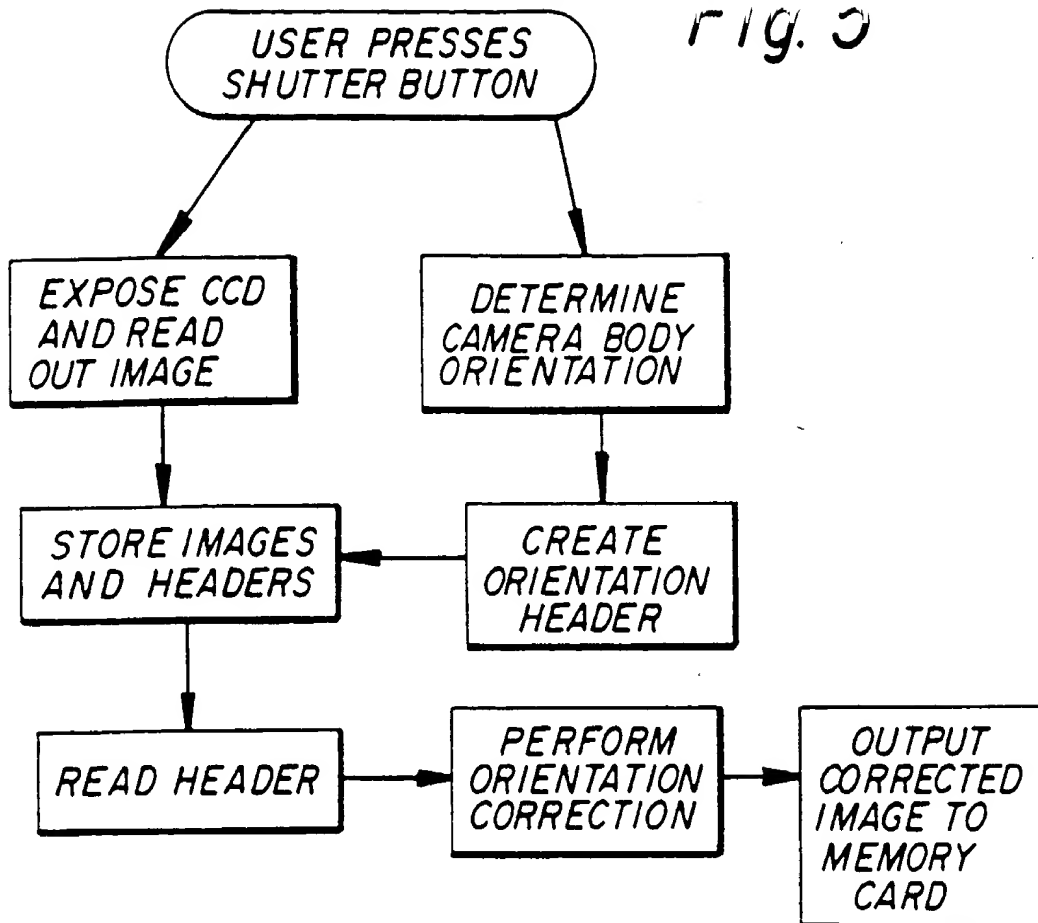 USER PRESSES
SHUTTER BUTTON
EXPOSE CCD
AND READ
OUT IMAGE
DETERMINE
CAMERA BODY
ORIENTATION
STORE IMAGES
AND HEADERS
CREATE
ORIENTATION
HEADER
READ HEADER
PERFORM
ORIENTATION
CORRECTION
OUTPUT
CORRECTED
IMAGE TO
MEMORY
CARD